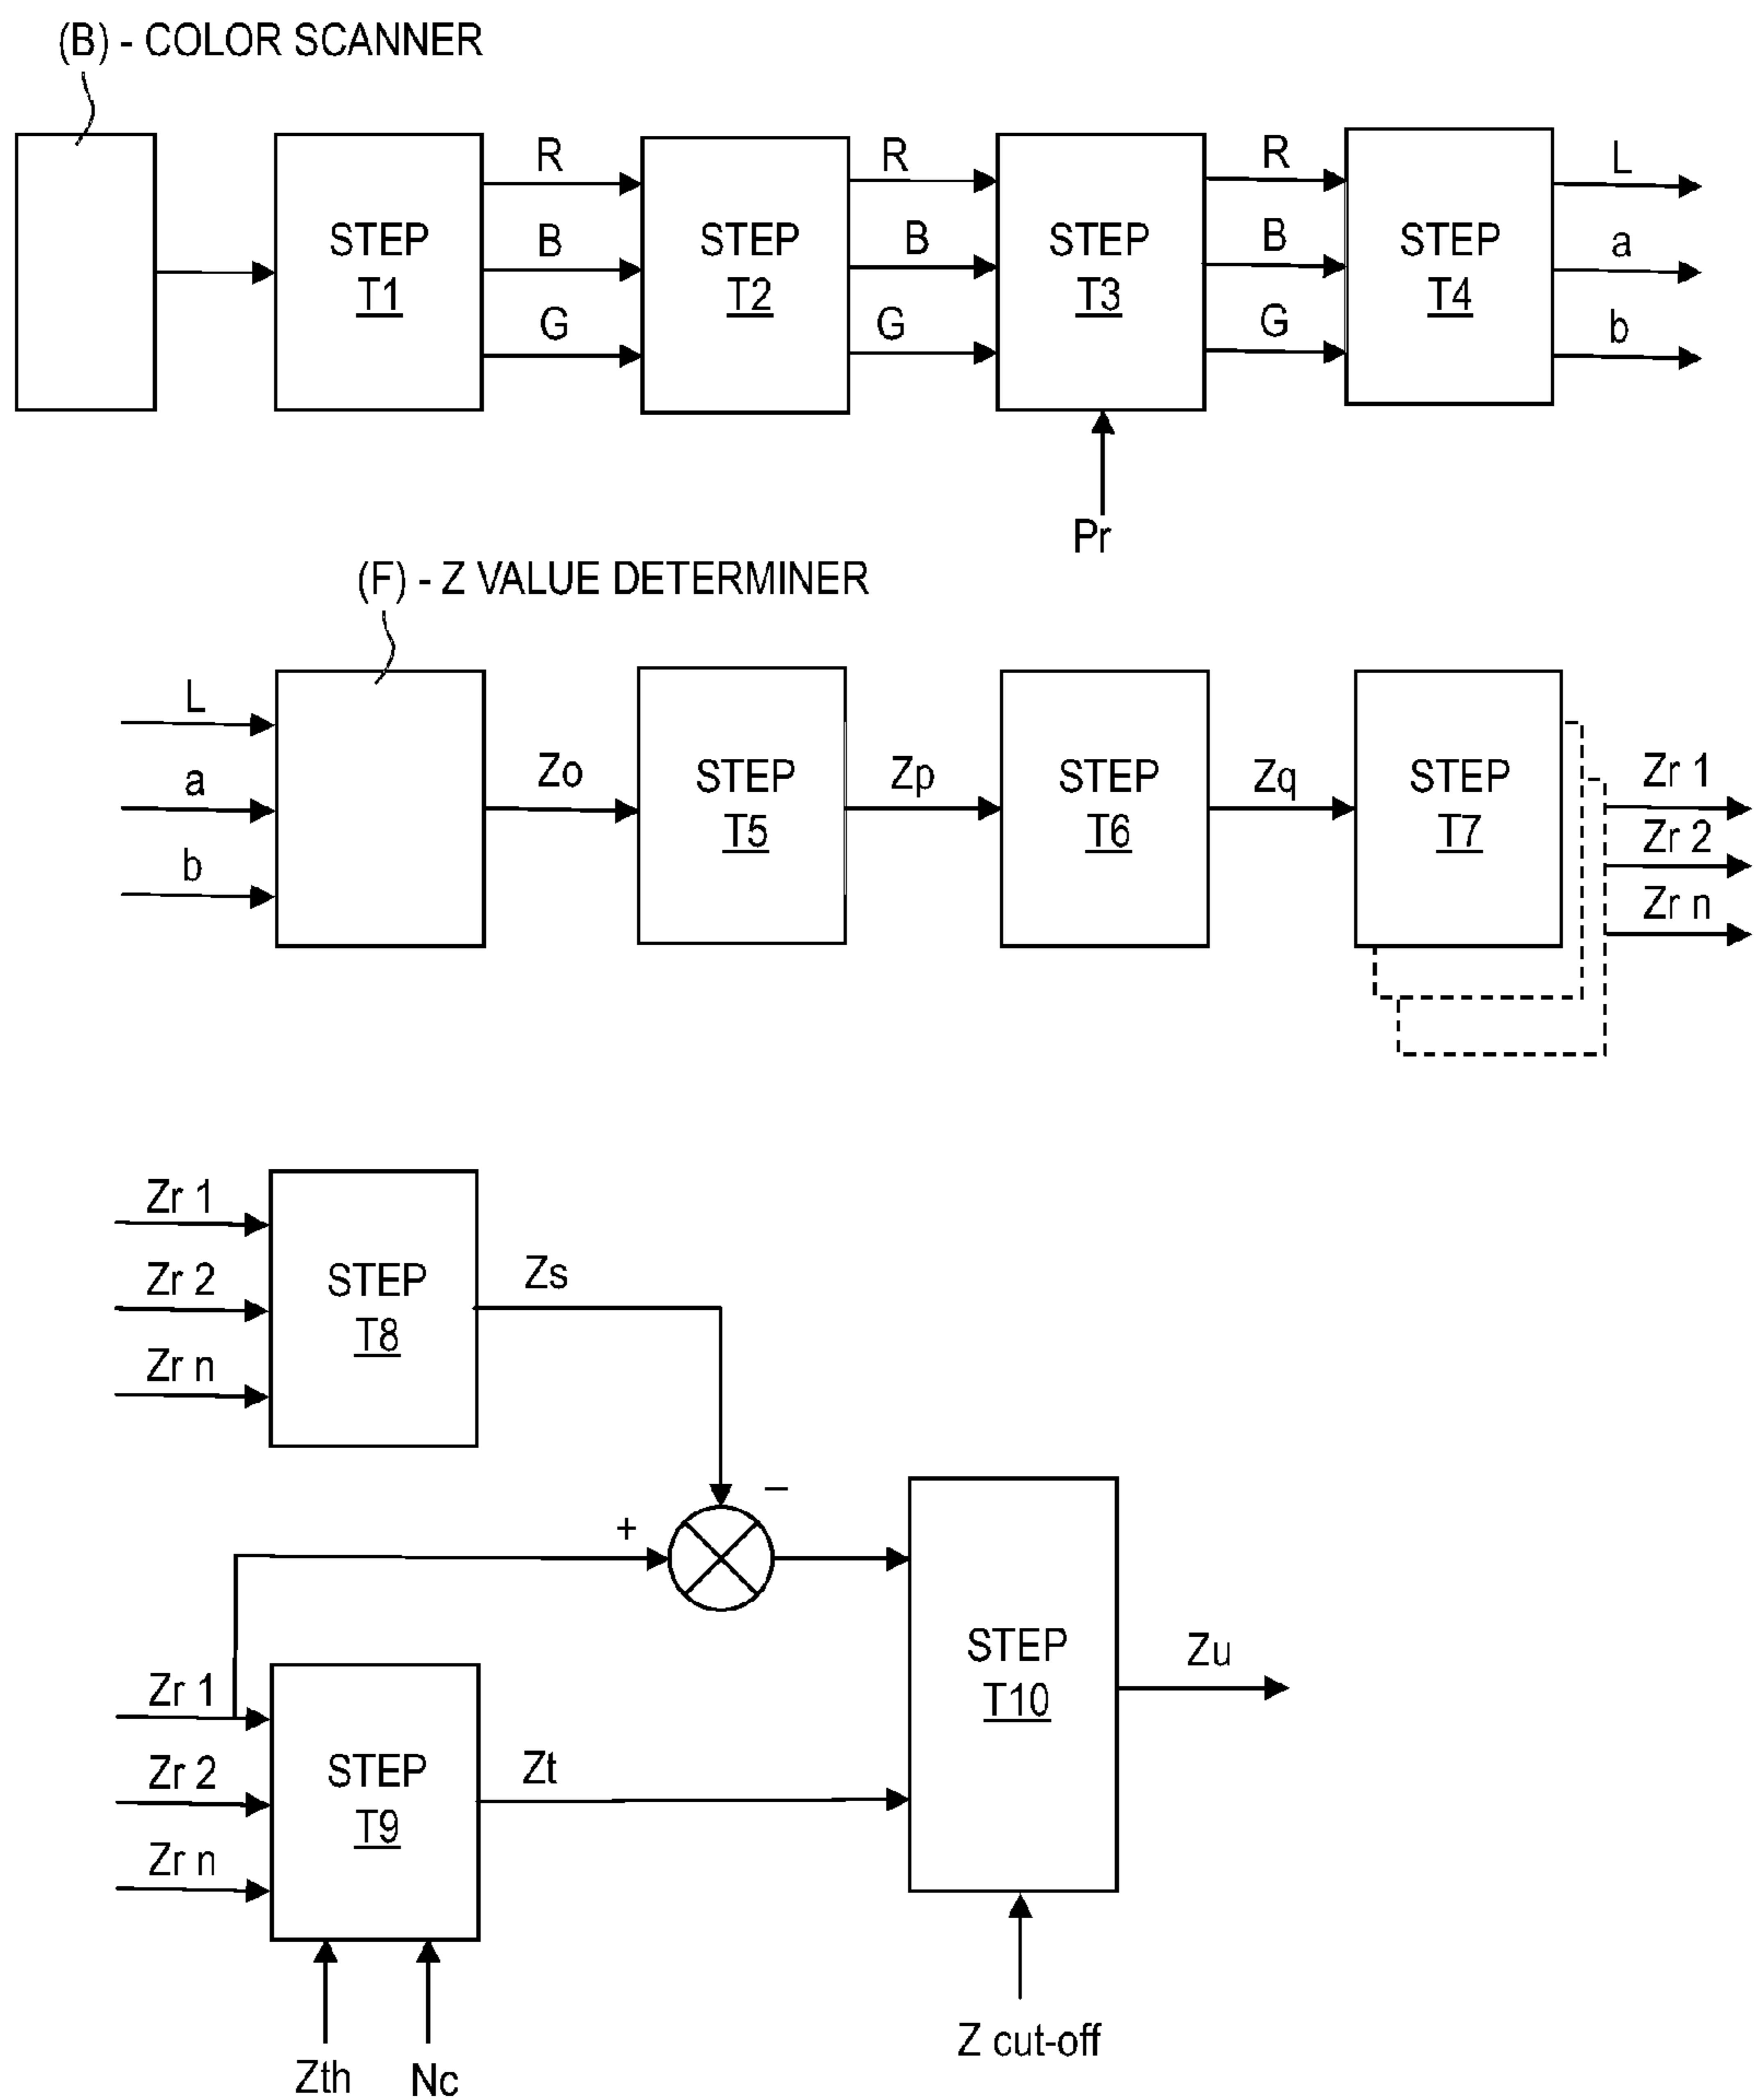 (B) - COLOR SCANNER
R
R
R
L
STEP
T1
B
STEP
T2
B
STEP
T3
B
STEP
T4
a
G
G
G
b
Pr
(F) - Z VALUE DETERMINER
L
a
b
Zo
STEP
T5
Zp
STEP
T6
Zq
STEP
T7
Zr 1
Zr 2
Zr n
Zr 1
Zr 2
Zr n
STEP
T8
Zs
–
+
Zr 1
Zr 2
Zr n
STEP
T9
Zt
STEP
T10
Zu
Z cut-off
Zth
Nc